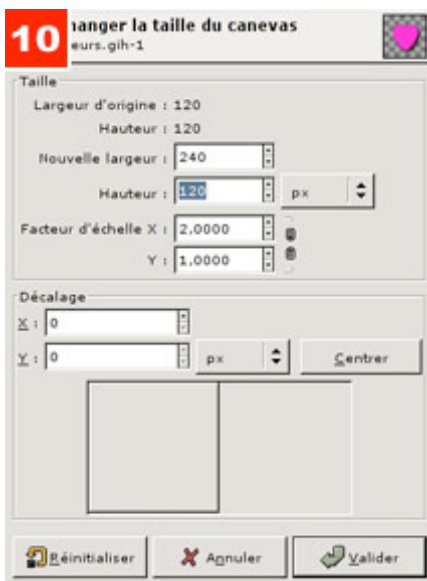 10
hanger la taille du canevas
eurs.gih-1
Taille
Largeur d'origine : 120
Hauteur : 120
Nouvelle largeur : 240
Hauteur : 120 px
Facteur d'échelle X : 2,0000
Y : 1,0000
Décalage
X : 0
Y : 0 px Centrer
Réinitialiser Annuler Valider